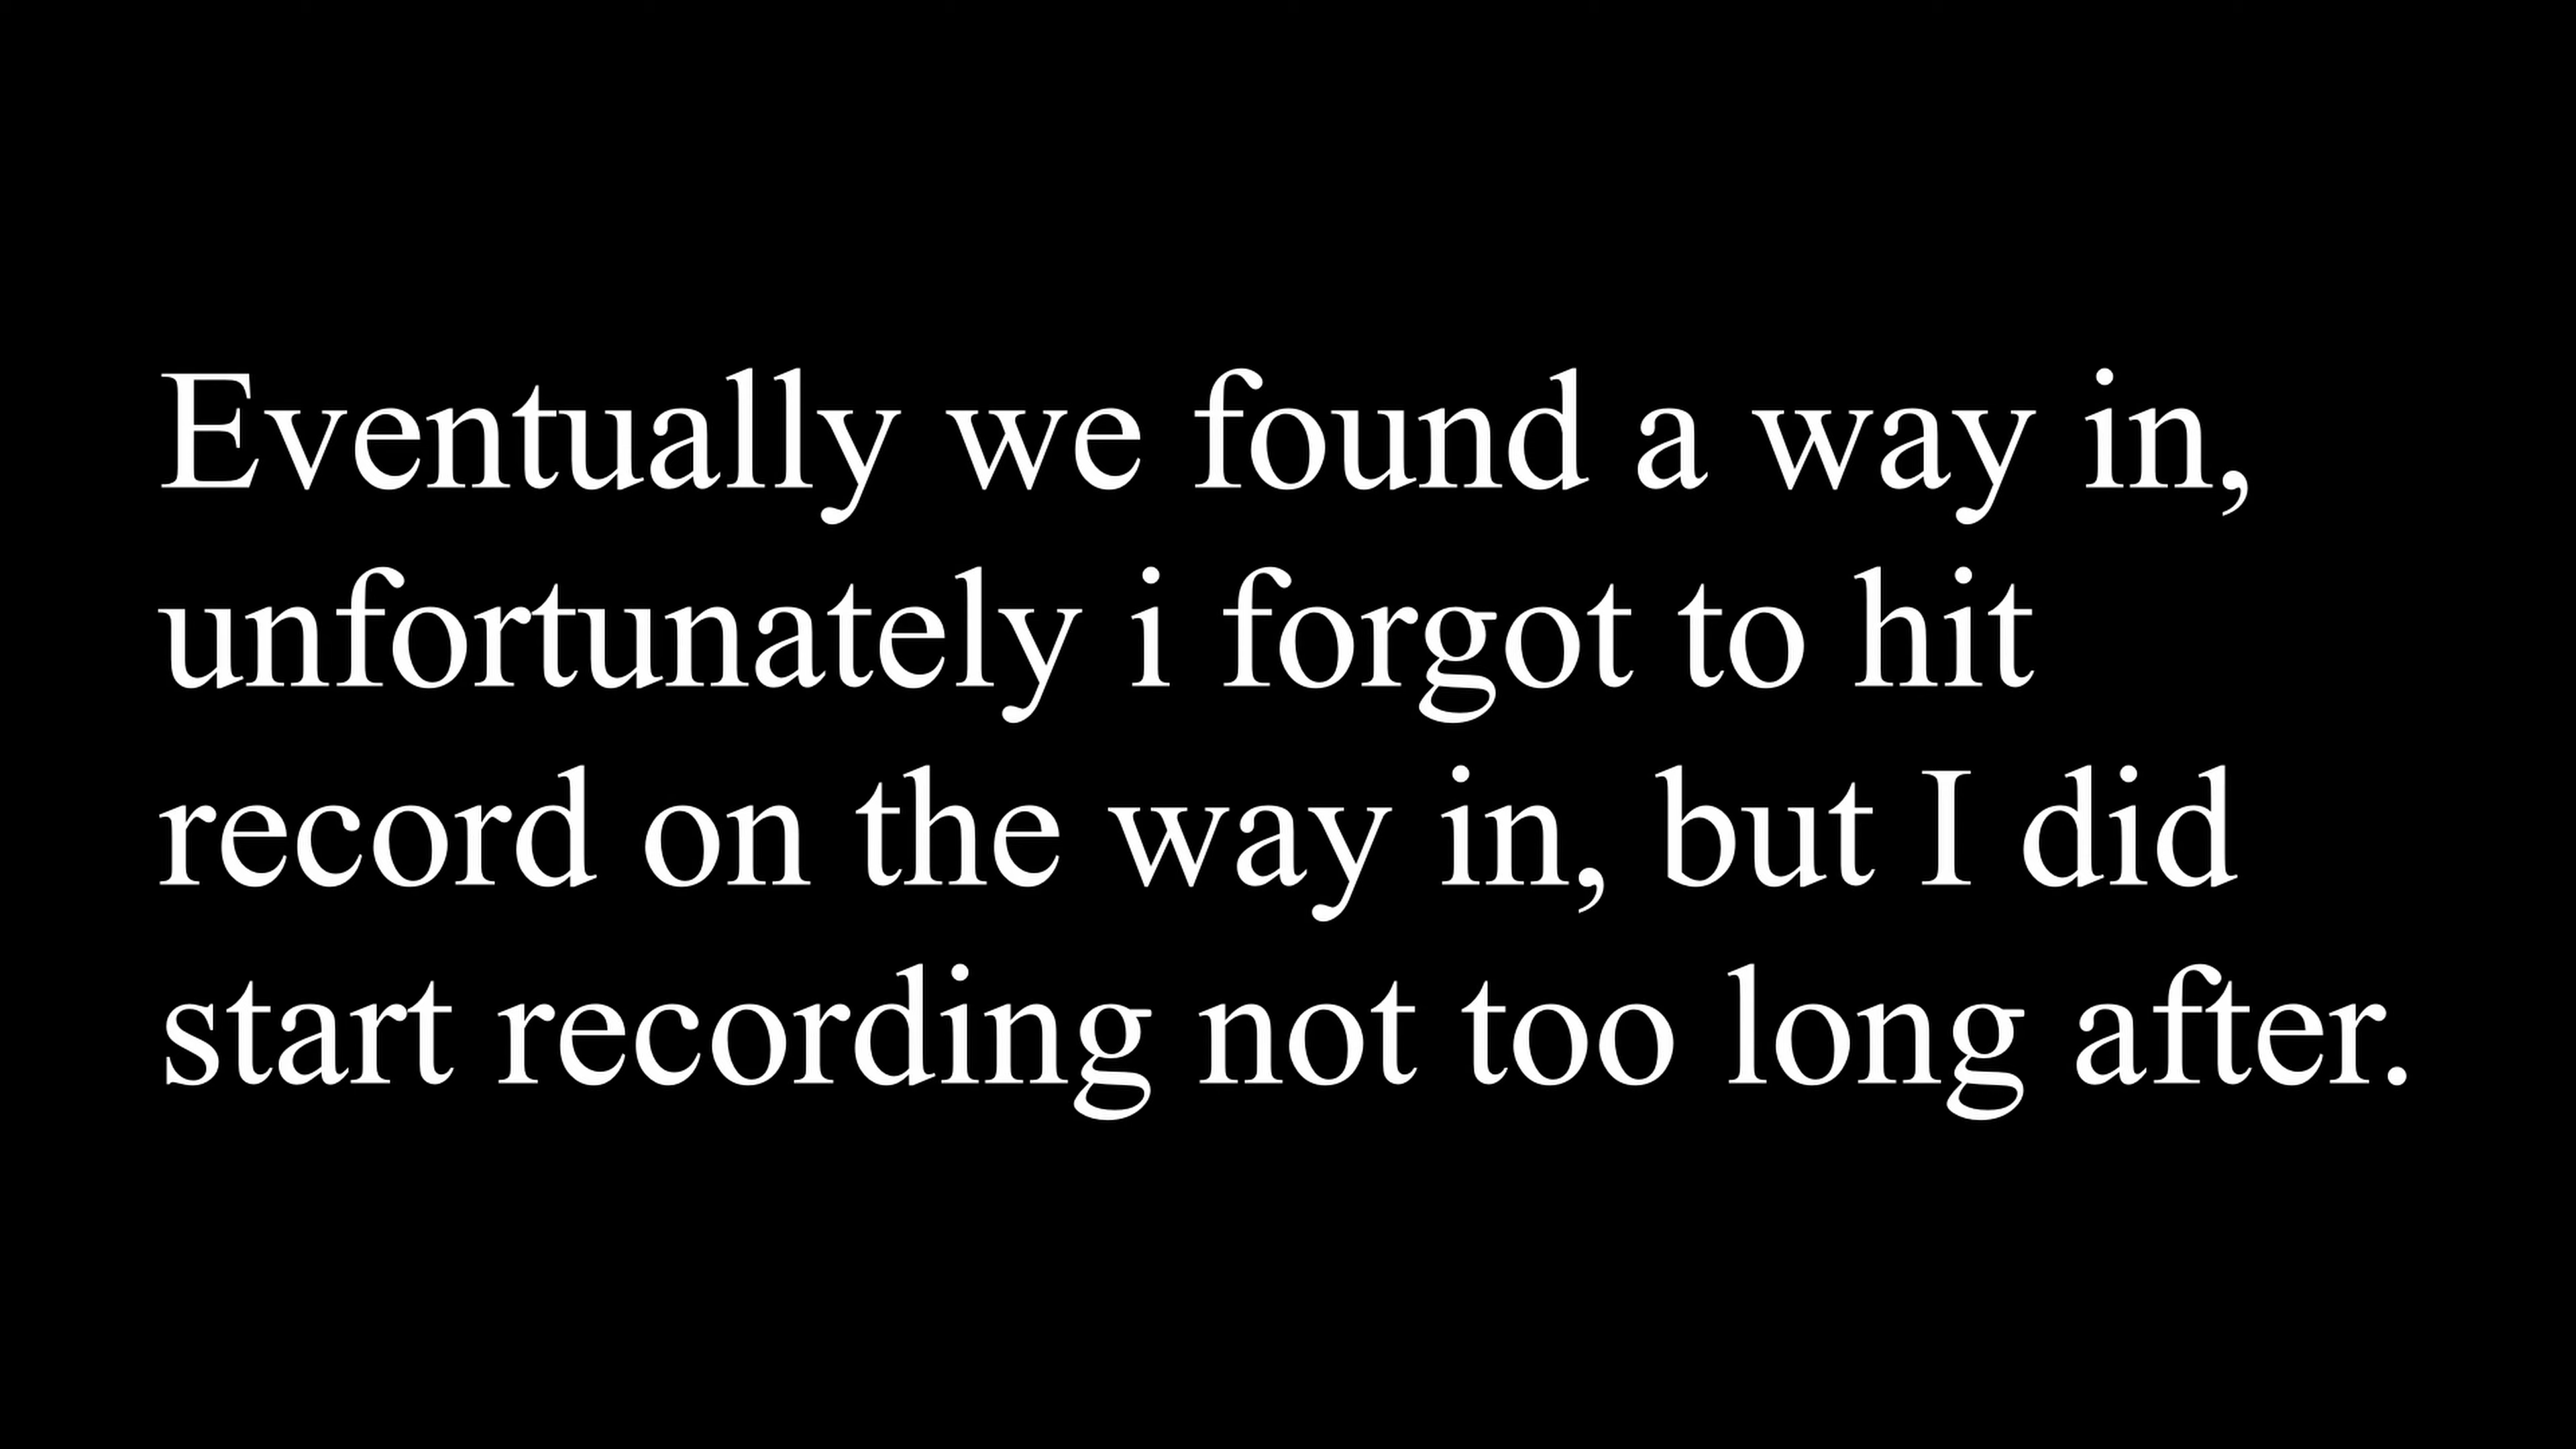 Eventually we found a way in,
unfortunately i forgot to hit
record on the way in, but I did
start recording not too long after.